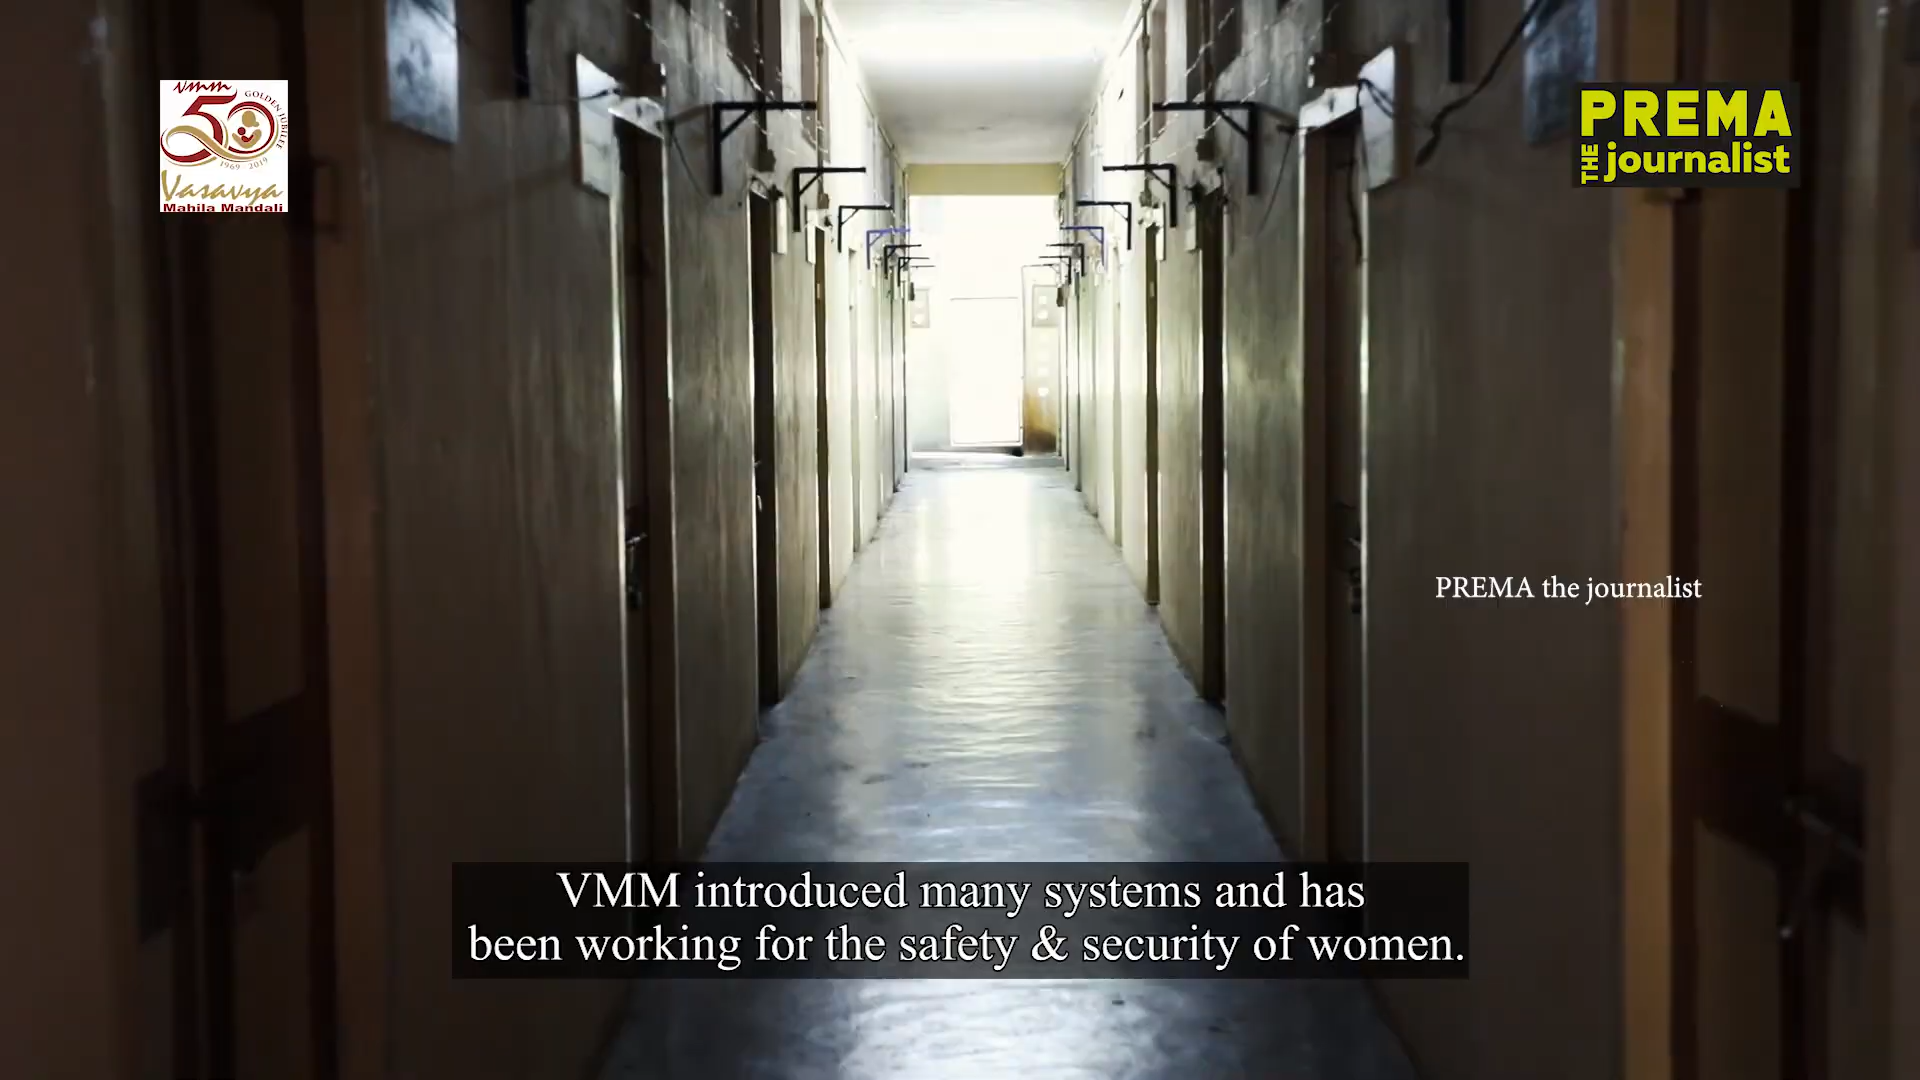 vmm
50
GOLDEN JUBILEE
1969 2019
Vasavya
Mahila Mandali
PREMA
THE journalist
PREMA the journalist
VMM introduced many systems and has
been working for the safety & security of women.